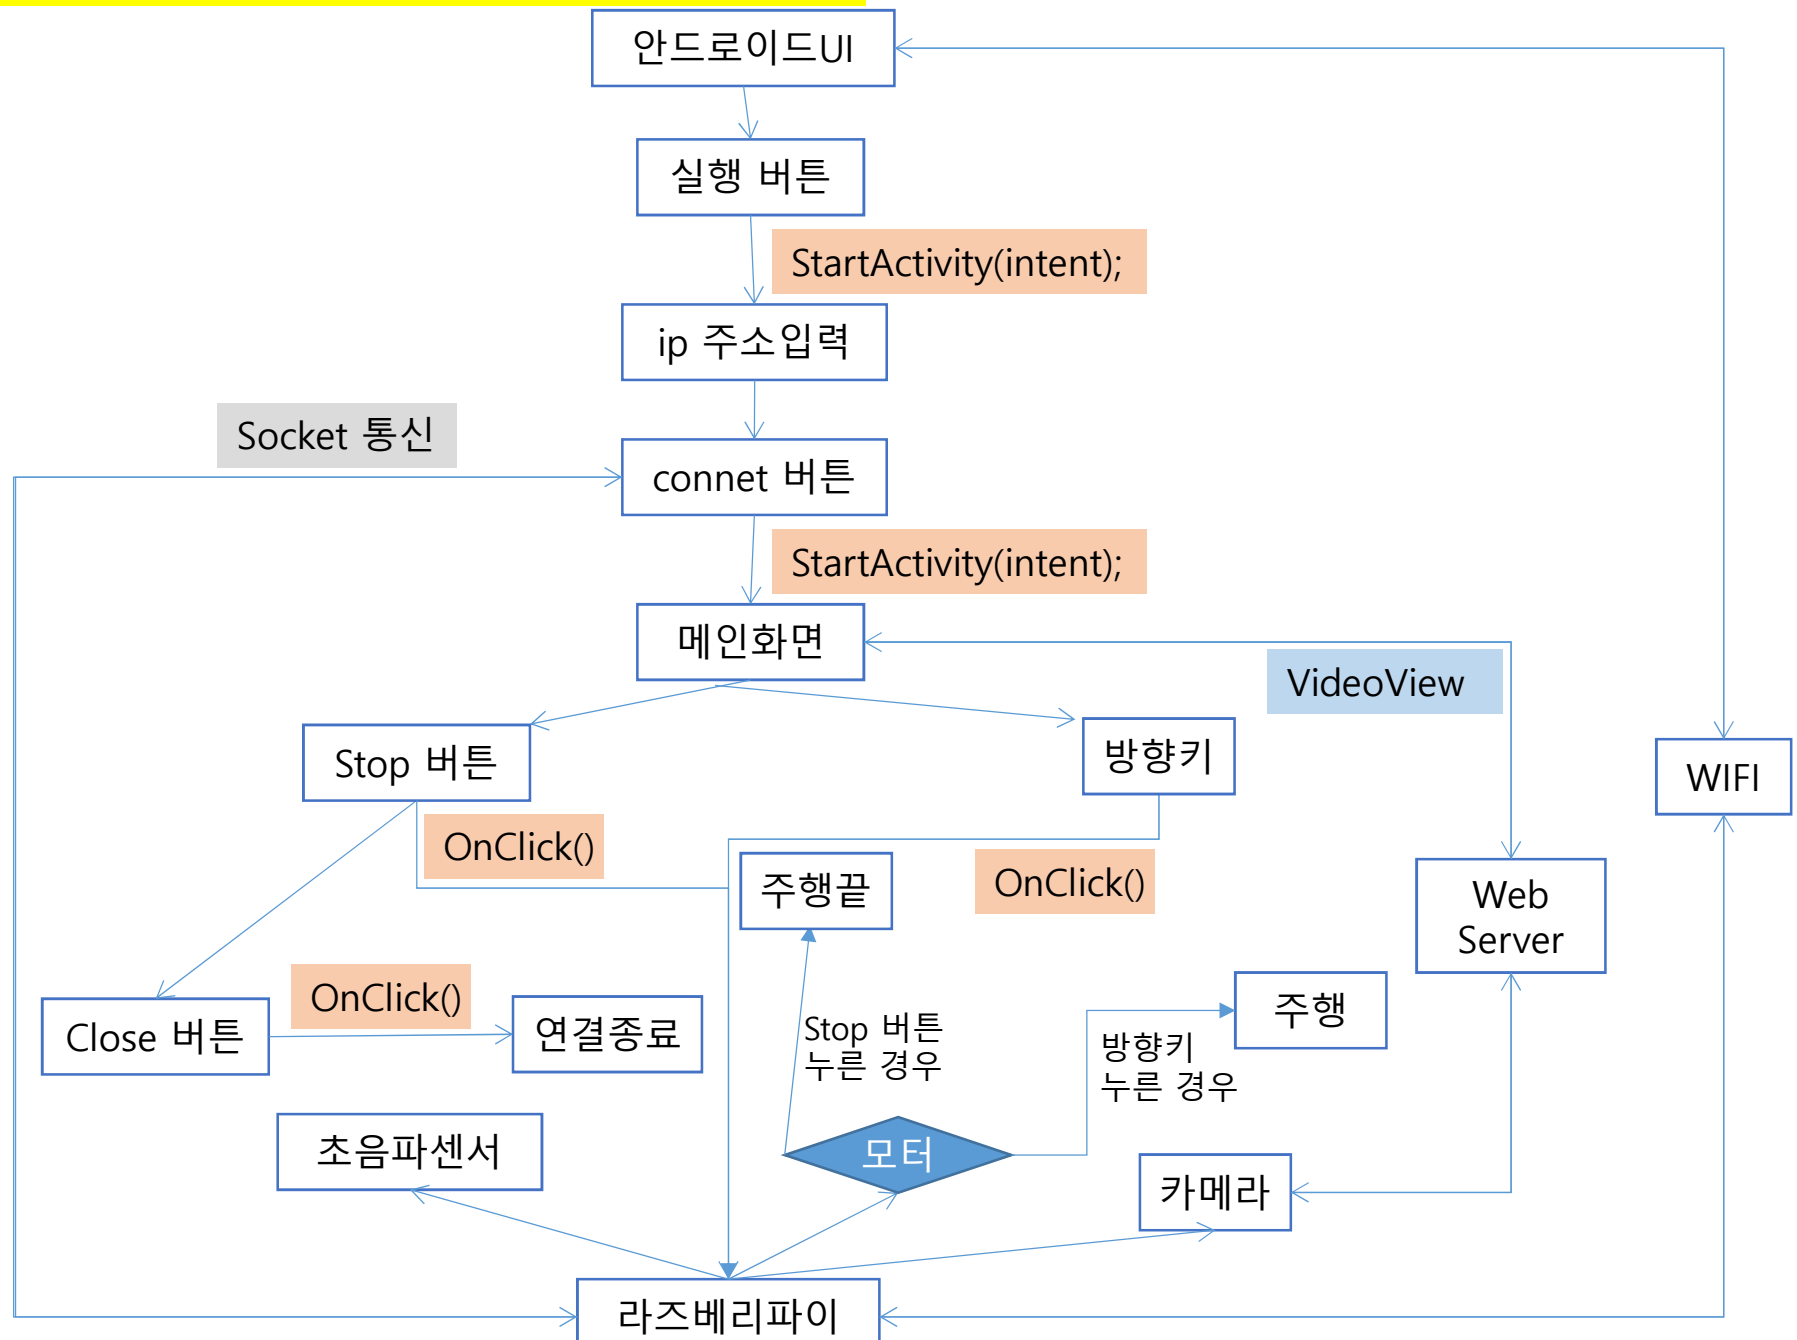 안드로이드UI
실행 버튼
StartActivity(intent);
ip 주소입력
Socket 통신
connet 버튼
StartActivity(intent);
메인화면
VideoView
Stop 버튼
방향키
WIFI
OnClick()
주행끝
OnClick()
Web
Server
OnClick()
Close 버튼
연결종료
Stop 버튼
누른 경우
주행
방향키
누른 경우
초음파센서
모터
카메라
라즈베리파이